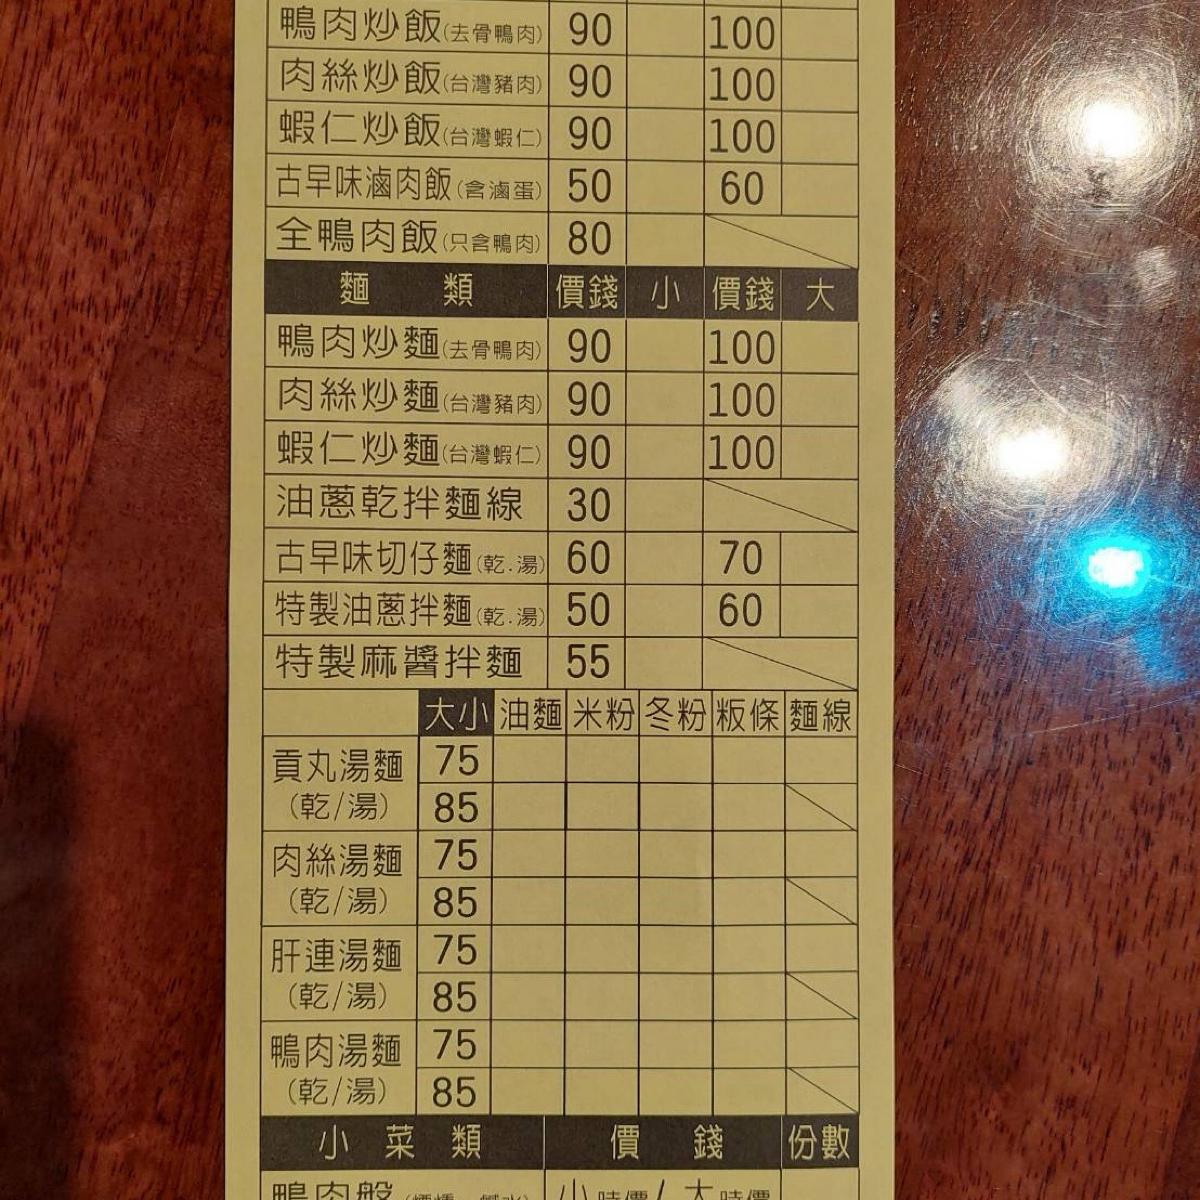 鴨肉炒飯(去骨鴨肉) 90 100
肉絲炒飯(台灣豬肉) 90 100
蝦仁炒飯(台灣蝦仁) 90 100
古早味滷肉飯(含滷蛋) 50 60
全鴨肉飯(只含鴨肉) 80
麵 類 價錢 小 價錢 大
鴨肉炒麵(去骨鴨肉) 90 100
肉絲炒麵(台灣豬肉) 90 100
蝦仁炒麵(台灣蝦仁) 90 100
油蔥乾拌麵線 30
古早味切仔麵(乾.湯) 60 70
特製油蔥拌麵(乾.湯) 50 60
特製麻醬拌麵 55
大小 油麵 米粉 冬粉 粄條 麵線
貢丸湯麵 75
(乾/湯) 85
肉絲湯麵 75
(乾/湯) 85
肝連湯麵 75
(乾/湯) 85
鴨肉湯麵 75
(乾/湯) 85
小 菜 類 價 錢 份數
鴨肉盤 小時價/大時價